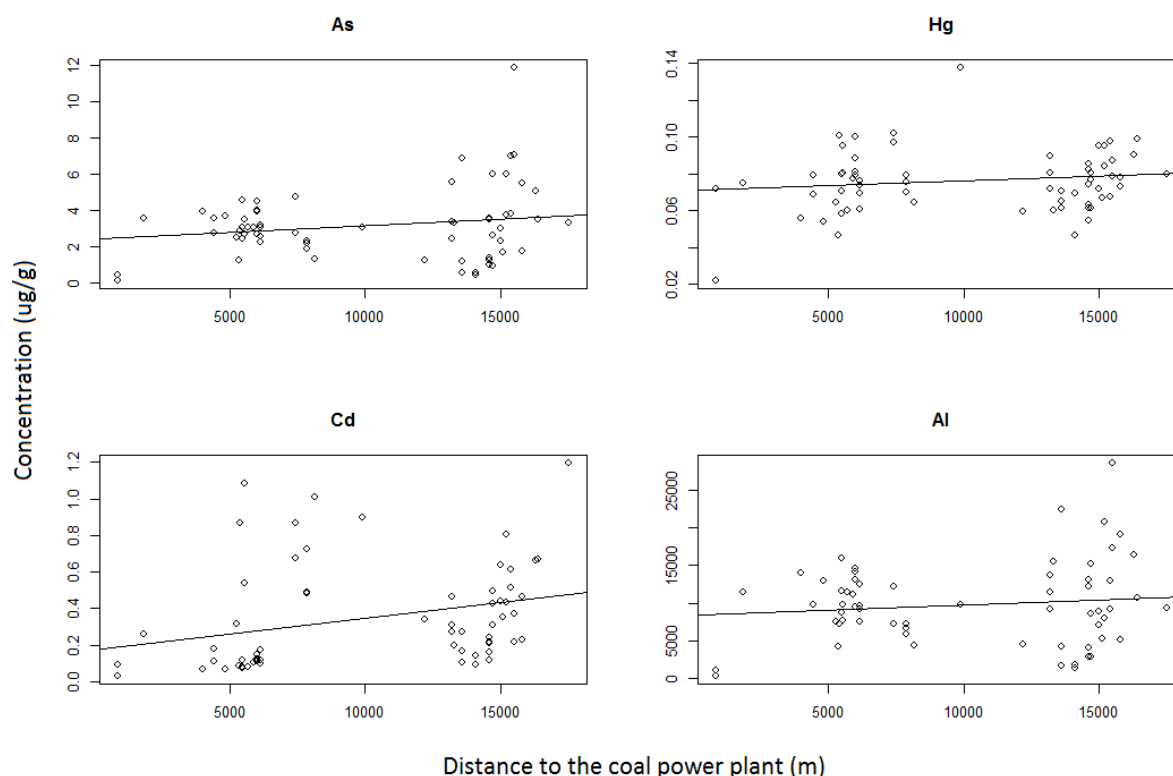 As
Hg
12
10
8
6
4
2
0
5000 10000 15000
0.14
0.10
0.06
0.02
5000 10000 15000
Concentration (ug/g)
Cd
Al
1.2
1.0
0.8
0.6
0.4
0.2
0.0
5000 10000 15000
25000
15000
5000
0
5000 10000 15000
Distance to the coal power plant (m)